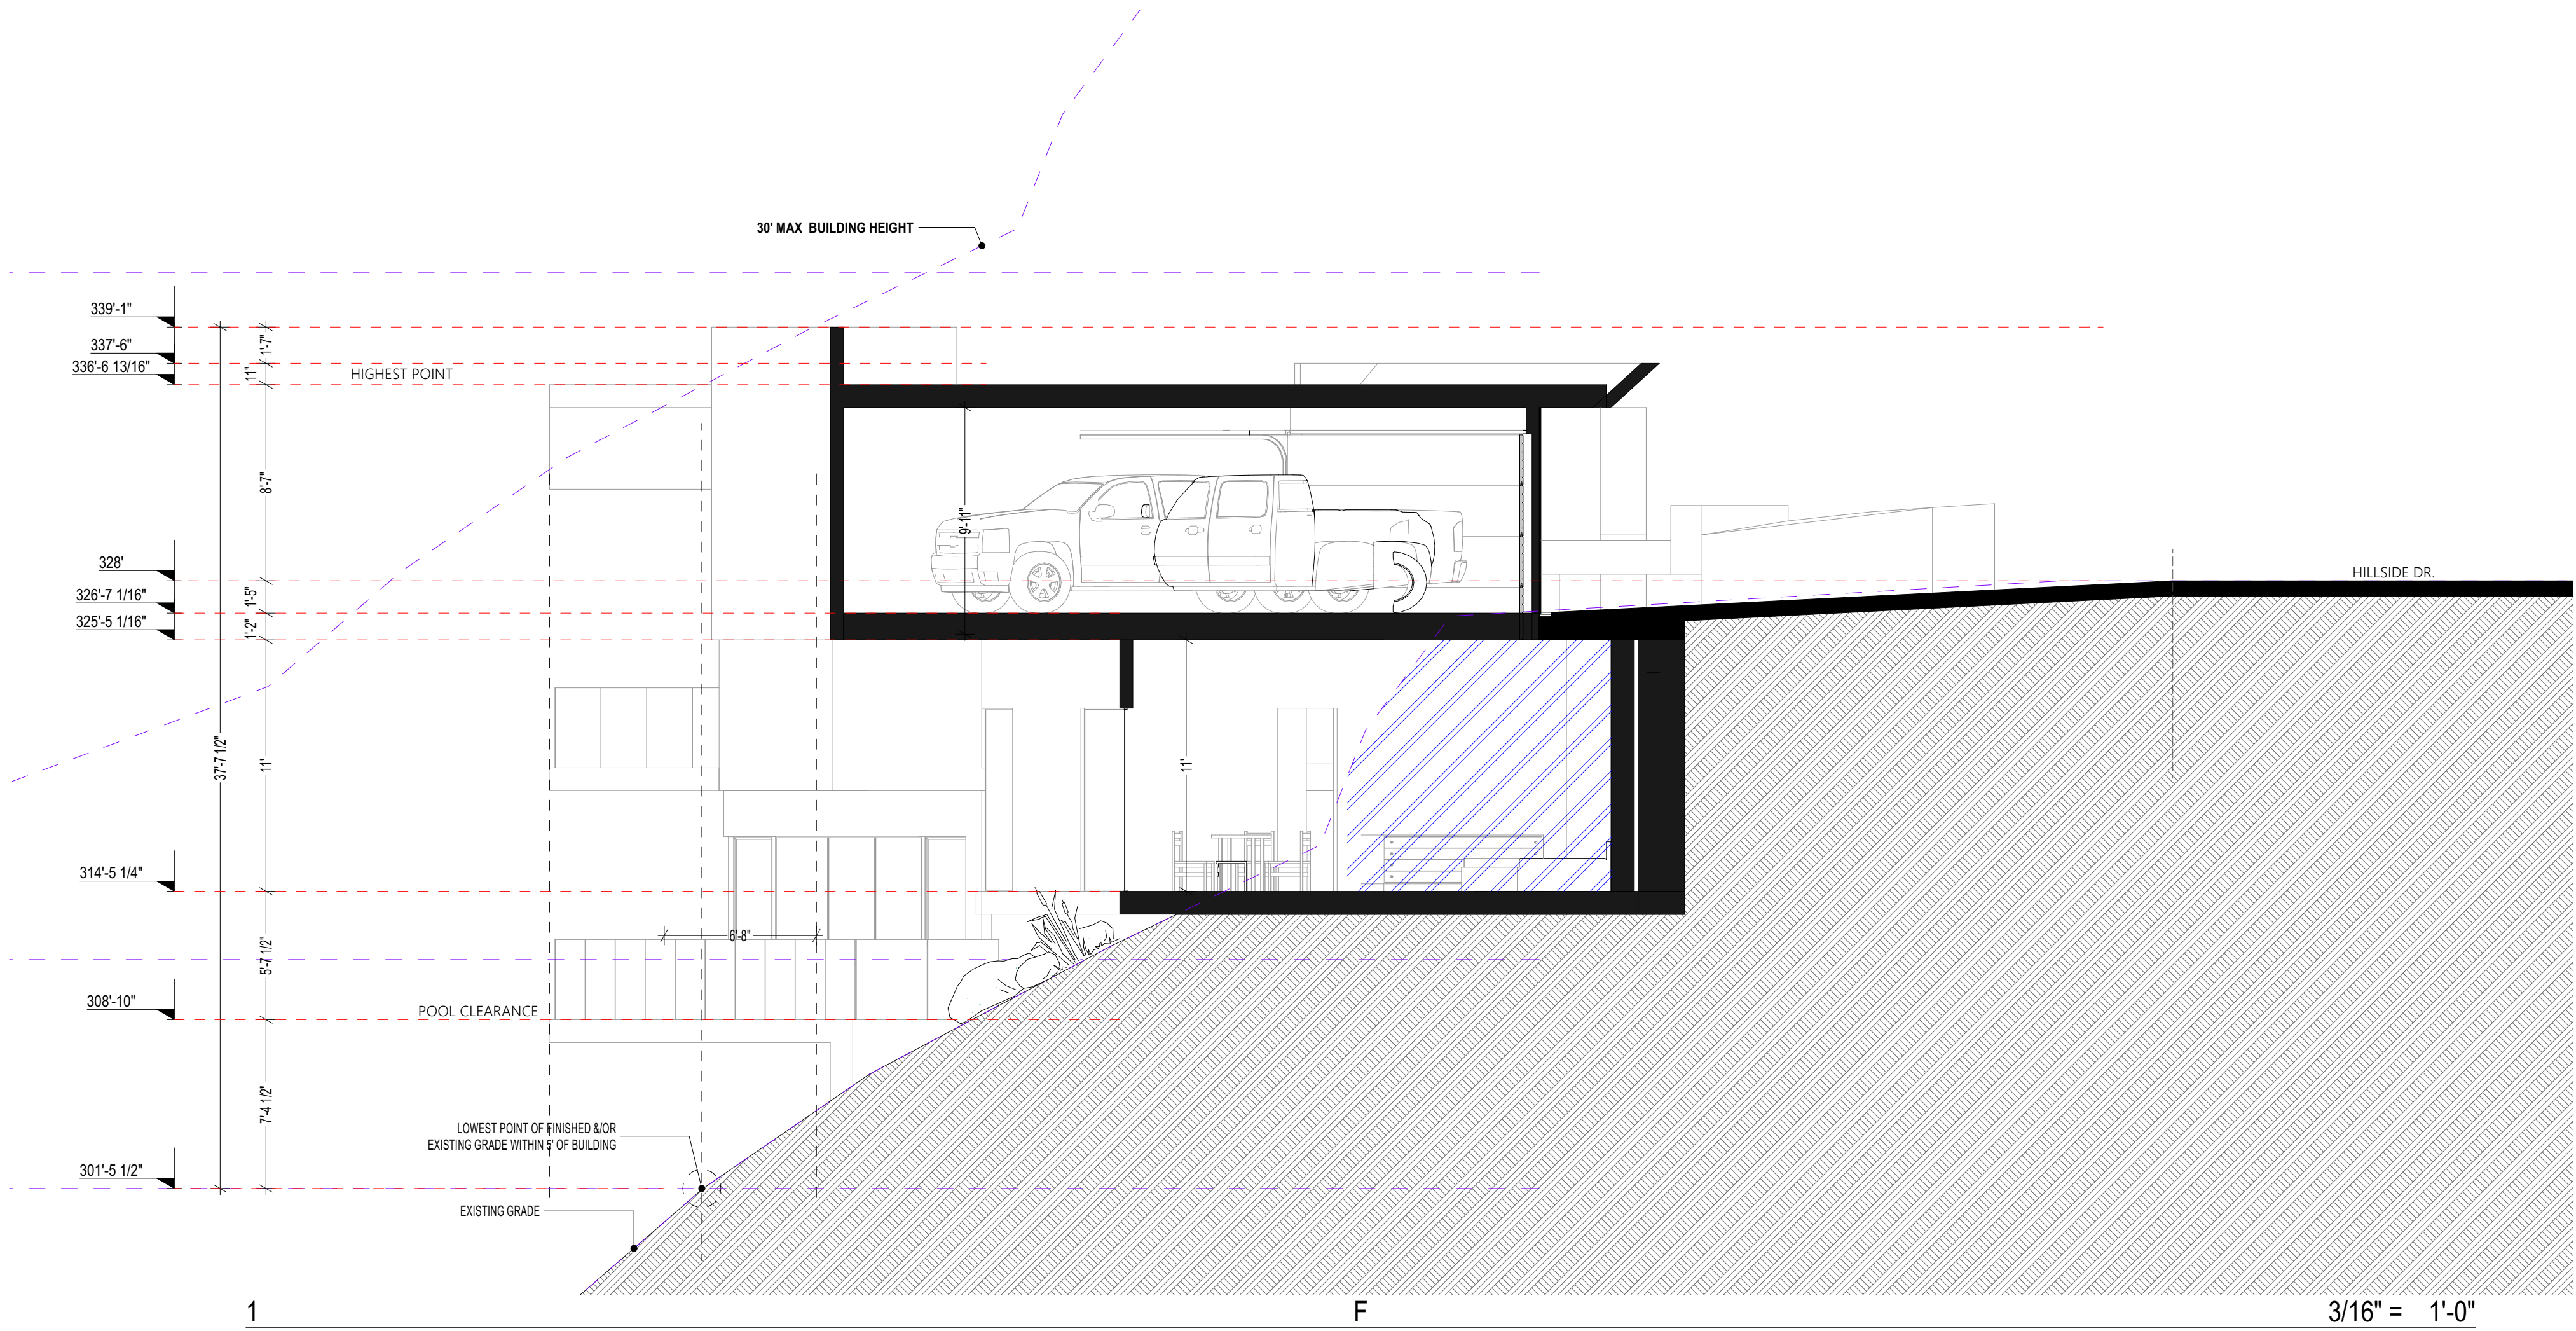 30' MAX BUILDING HEIGHT
339'-1"
337'-6"
336'-6 13/16"
HIGHEST POINT
1'-7"
11"
8'-7"
9'-11"
328'
326'-7 1/16"
325'-5 1/16"
1'-5"
1'-2"
HILLSIDE DR.
37'-7 1/2"
11'
11'
314'-5 1/4"
6'-8"
5'-7 1/2"
308'-10"
POOL CLEARANCE
7'-4 1/2"
LOWEST POINT OF FINISHED &/OR
EXISTING GRADE WITHIN 5' OF BUILDING
301'-5 1/2"
EXISTING GRADE
1
F
3/16" = 1'-0"